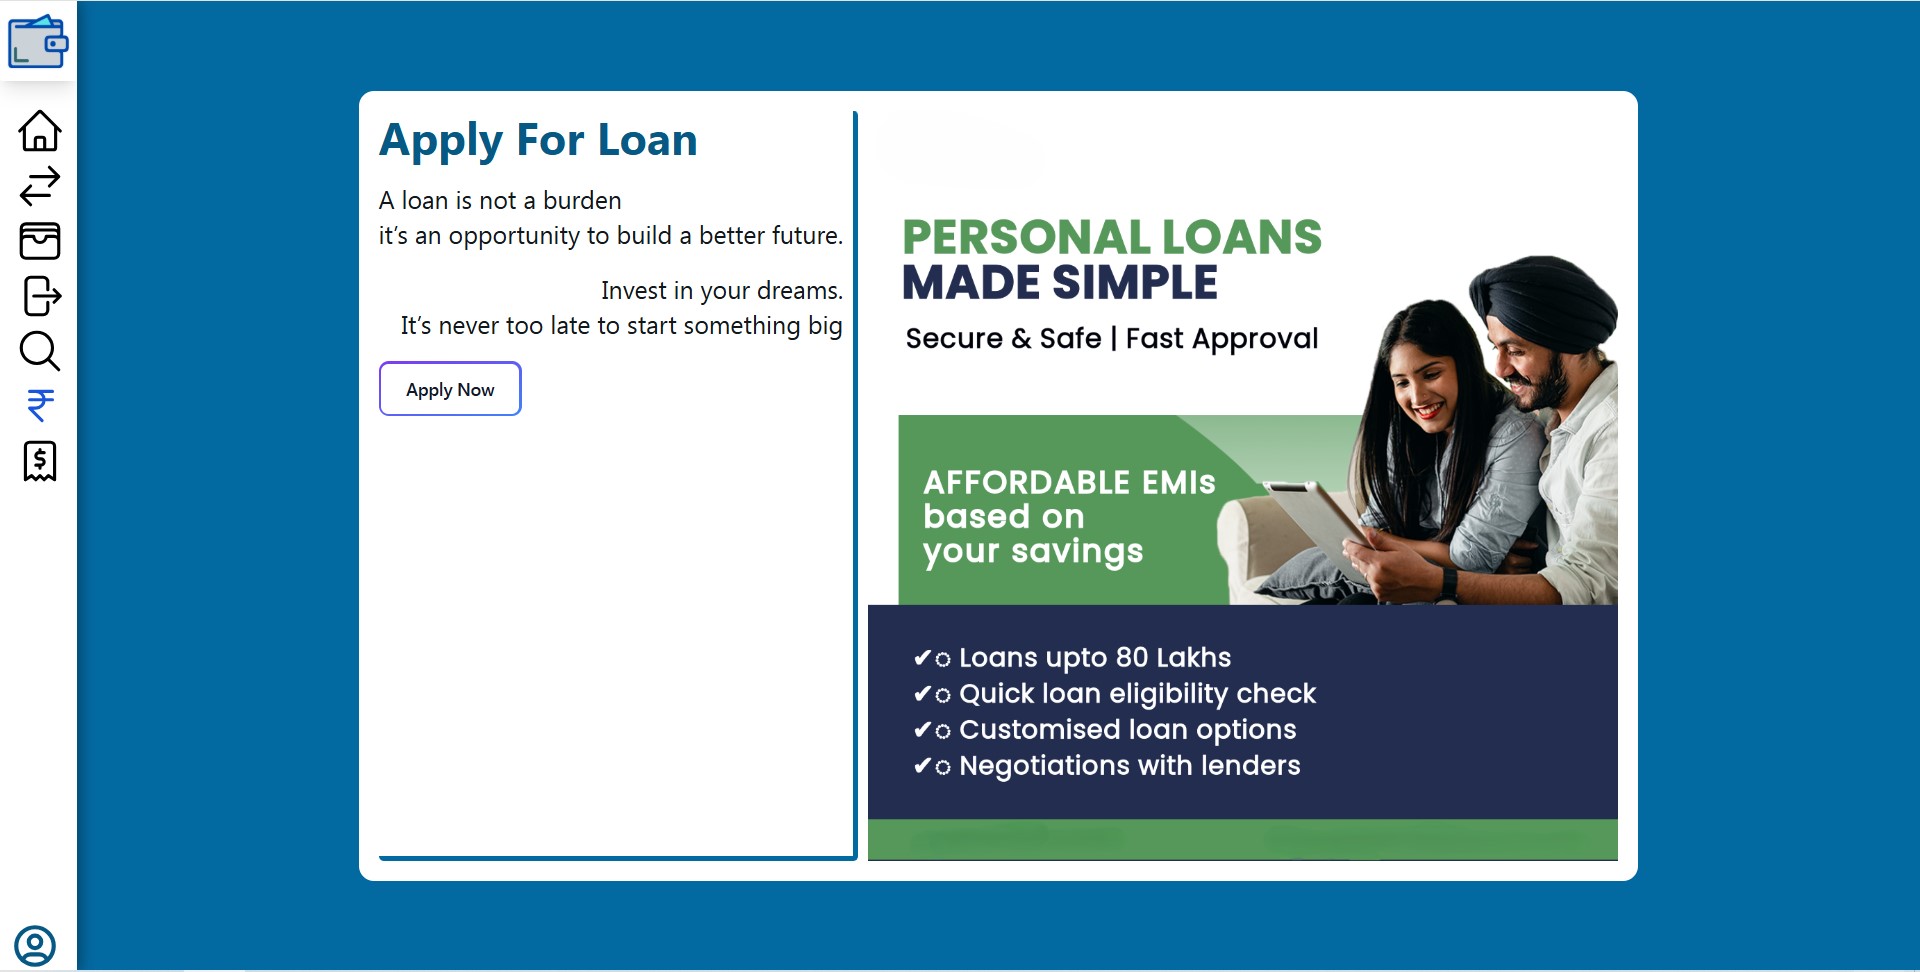 Apply For Loan
A loan is not a burden
it’s an opportunity to build a better future.
Invest in your dreams.
It’s never too late to start something big
Apply Now
PERSONAL LOANS
MADE SIMPLE
Secure & Safe | Fast Approval
AFFORDABLE EMIs
based on
your savings
✔ Loans upto 80 Lakhs
✔ Quick loan eligibility check
✔ Customised loan options
✔ Negotiations with lenders